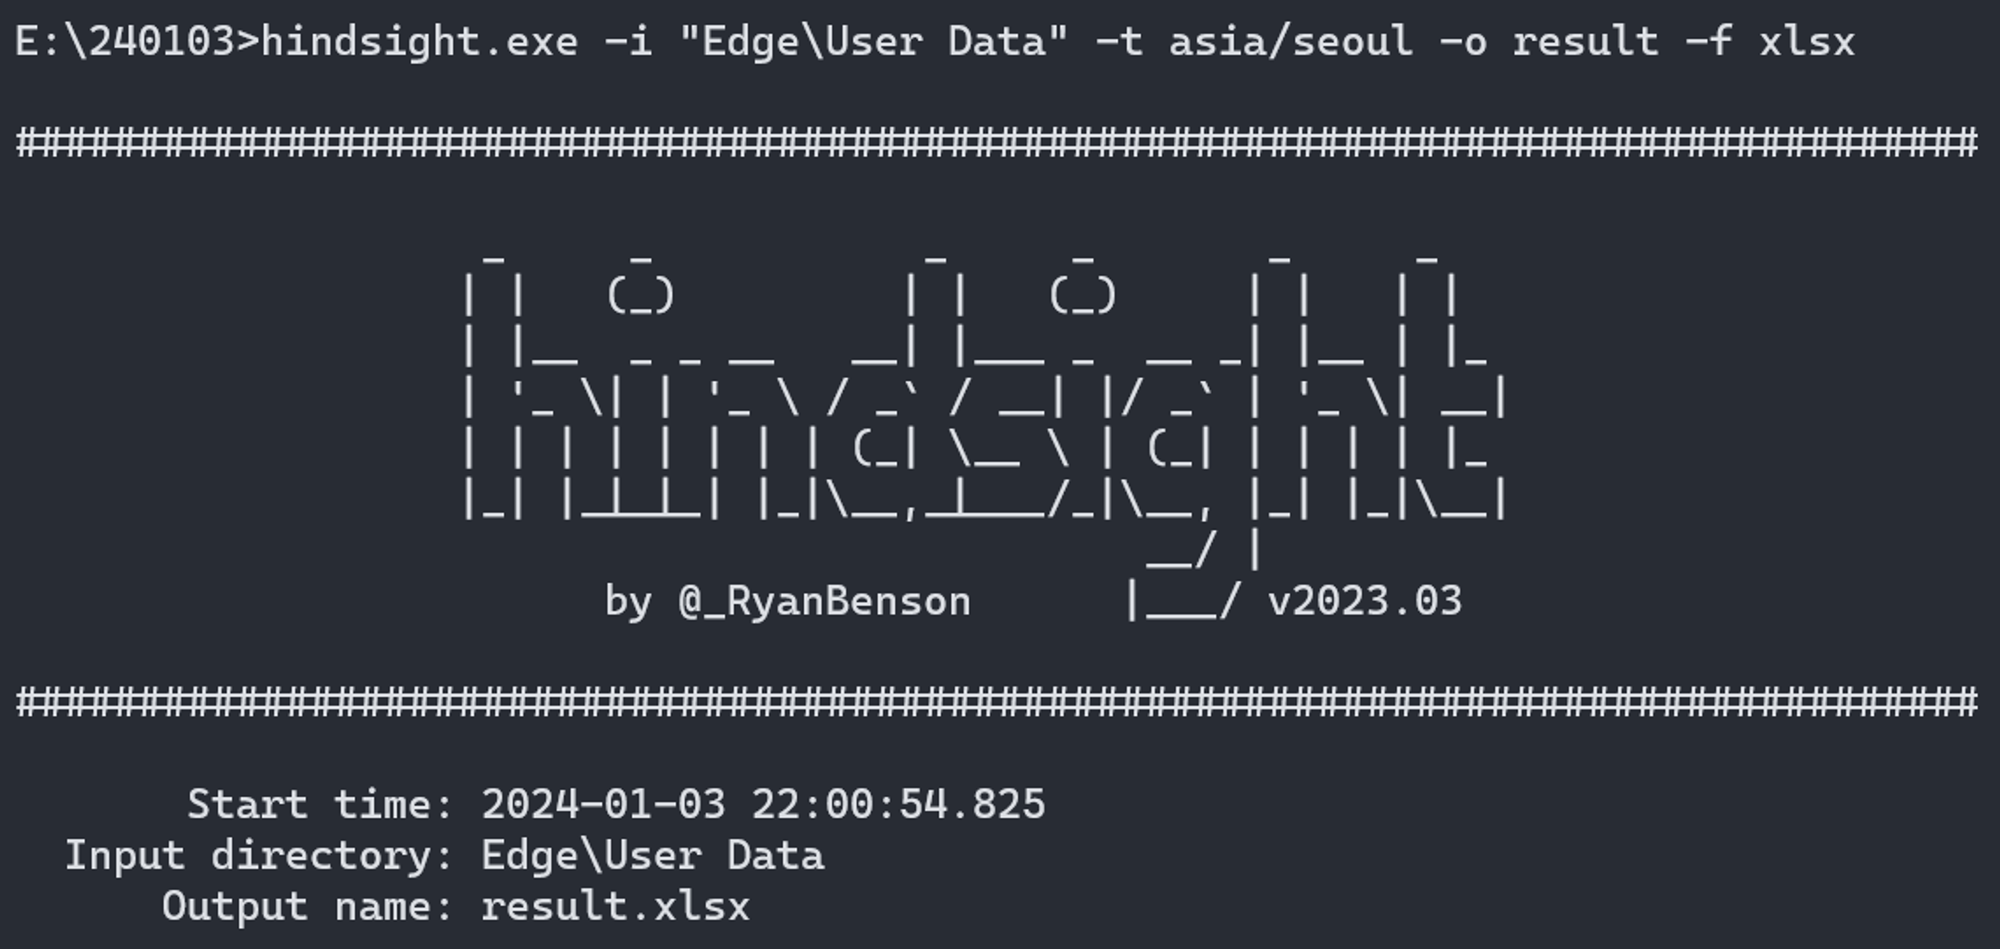 E:\240103>hindsight.exe -i "Edge\User Data" -t asia/seoul -o result -f xlsx
################################################################################
hindsight
by @_RyanBenson |___/ v2023.03
################################################################################
Start time: 2024-01-03 22:00:54.825
Input directory: Edge\User Data
Output name: result.xlsx